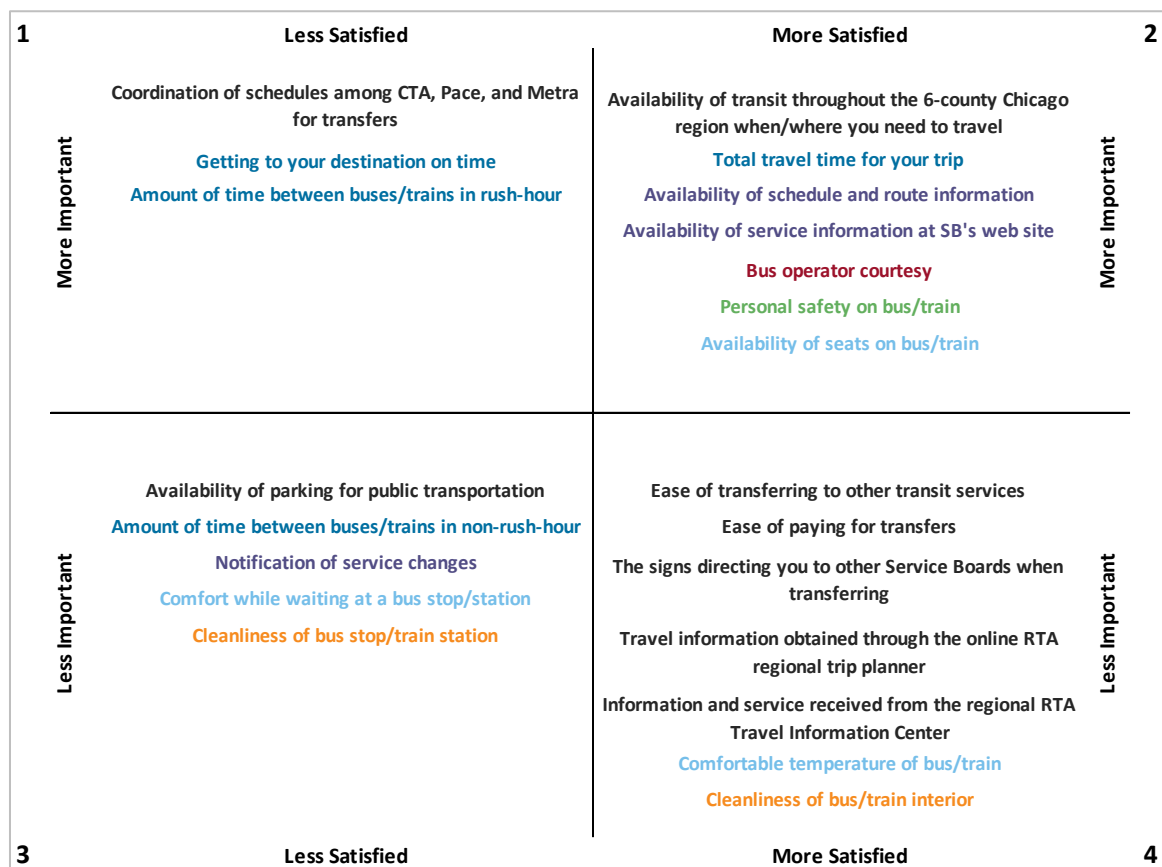 1
Less Satisfied
More Satisfied
2
More Important
Coordination of schedules among CTA, Pace, and Metra
for transfers
Getting to your destination on time
Amount of time between buses/trains in rush-hour
Availability of transit throughout the 6-county Chicago
region when/where you need to travel
Total travel time for your trip
Availability of schedule and route information
Availability of service information at SB's web site
Bus operator courtesy
Personal safety on bus/train
Availability of seats on bus/train
More Important
Less Important
Availability of parking for public transportation
Amount of time between buses/trains in non-rush-hour
Notification of service changes
Comfort while waiting at a bus stop/station
Cleanliness of bus stop/train station
Ease of transferring to other transit services
Ease of paying for transfers
The signs directing you to other Service Boards when
transferring
Travel information obtained through the online RTA
regional trip planner
Information and service received from the regional RTA
Travel Information Center
Comfortable temperature of bus/train
Cleanliness of bus/train interior
Less Important
3
Less Satisfied
More Satisfied
4